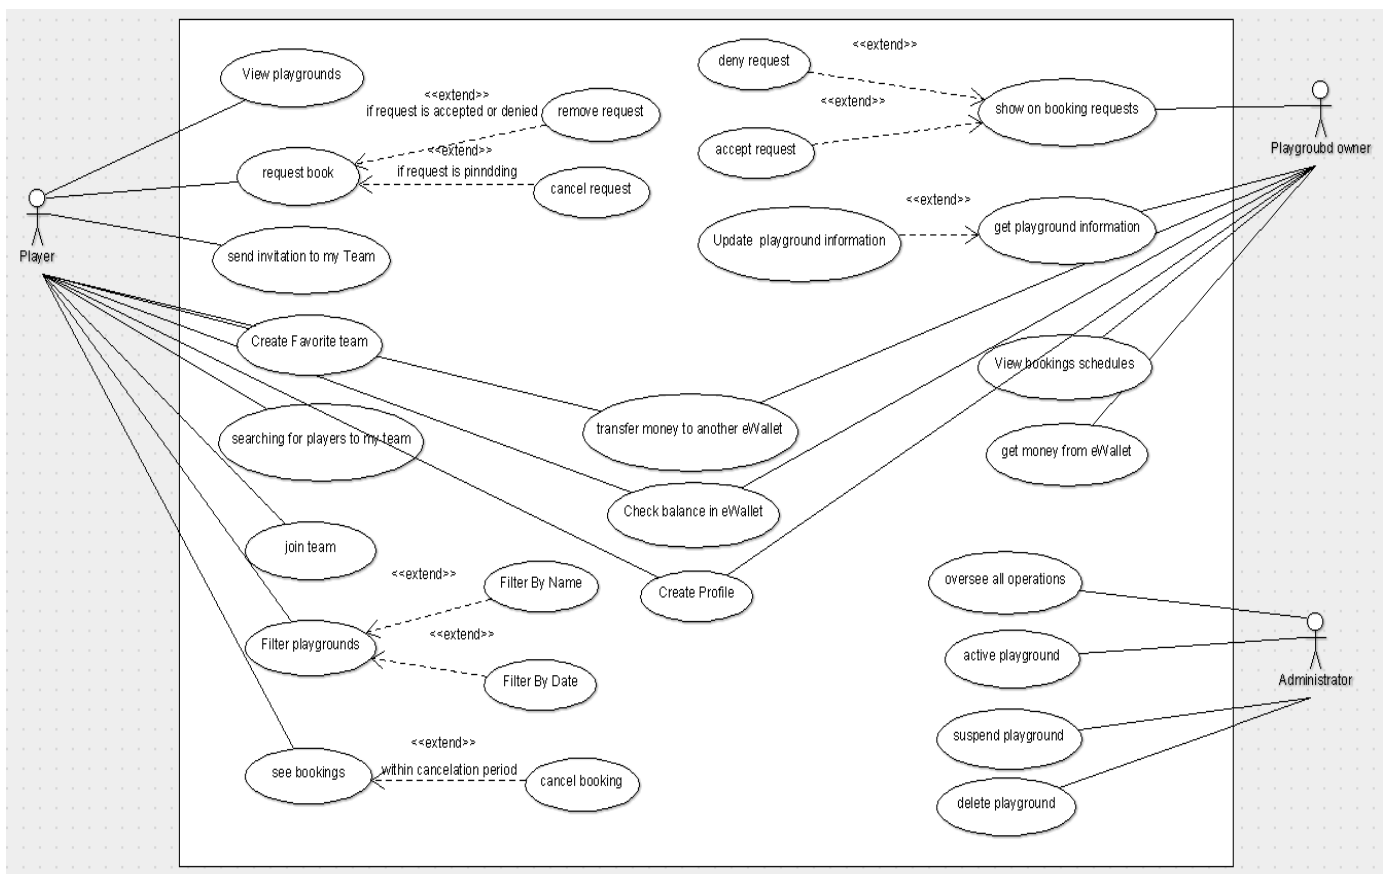 <<extend>>
deny request
View playgrounds
<<extend>>
if request is accepted or denied
remove request
<<extend>>
show on booking requests
Playgroubd owner
<<extend>>
accept request
request book
if request is pinndding
cancel request
<<extend>>
Update  playground information
get playground information
Player
send invitation to my Team
Create Favorite team
View bookings schedules
searching for players to my team
transfer money to another eWallet
get money from eWallet
Check balance in eWallet
join team
<<extend>>
Filter By Name
Create Profile
oversee all operations
<<extend>>
Filter playgrounds
active playground
Administrator
Filter By Date
suspend playground
<<extend>>
see bookings
within cancelation period
cancel booking
delete playground